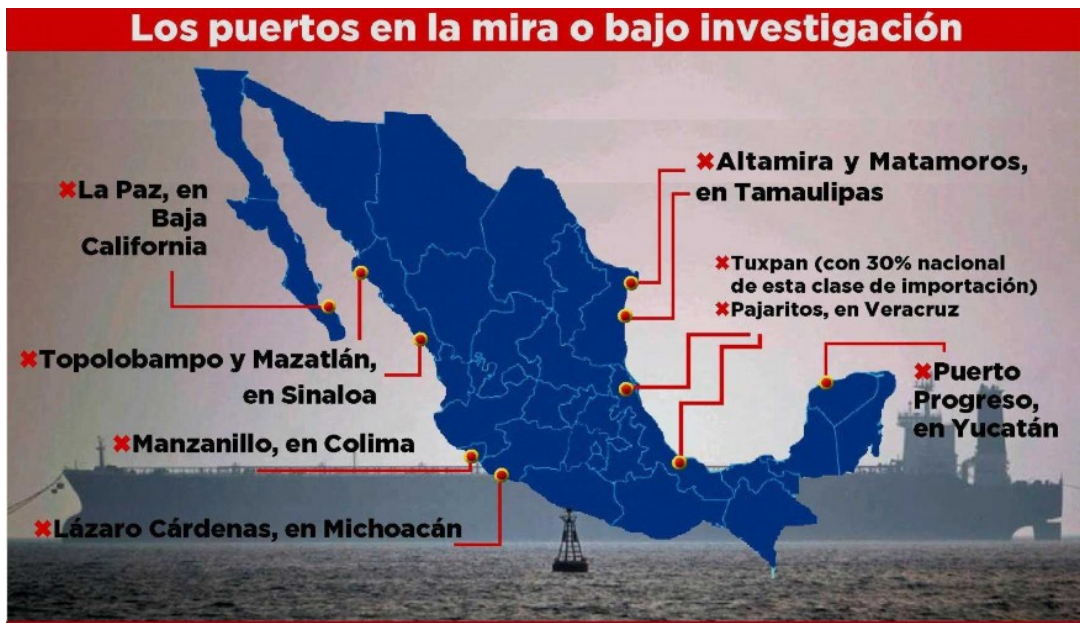 Los puertos en la mira o bajo investigación
✖La Paz, en
Baja
California
✖Topolobampo y Mazatlán,
en Sinaloa
✖Manzanillo, en Colima
✖Lázaro Cárdenas, en Michoacán
✖Altamira y Matamoros,
en Tamaulipas
✖Tuxpan (con 30% nacional
de esta clase de importación)
✖Pajaritos, en Veracruz
✖Puerto
Progreso,
en Yucatán